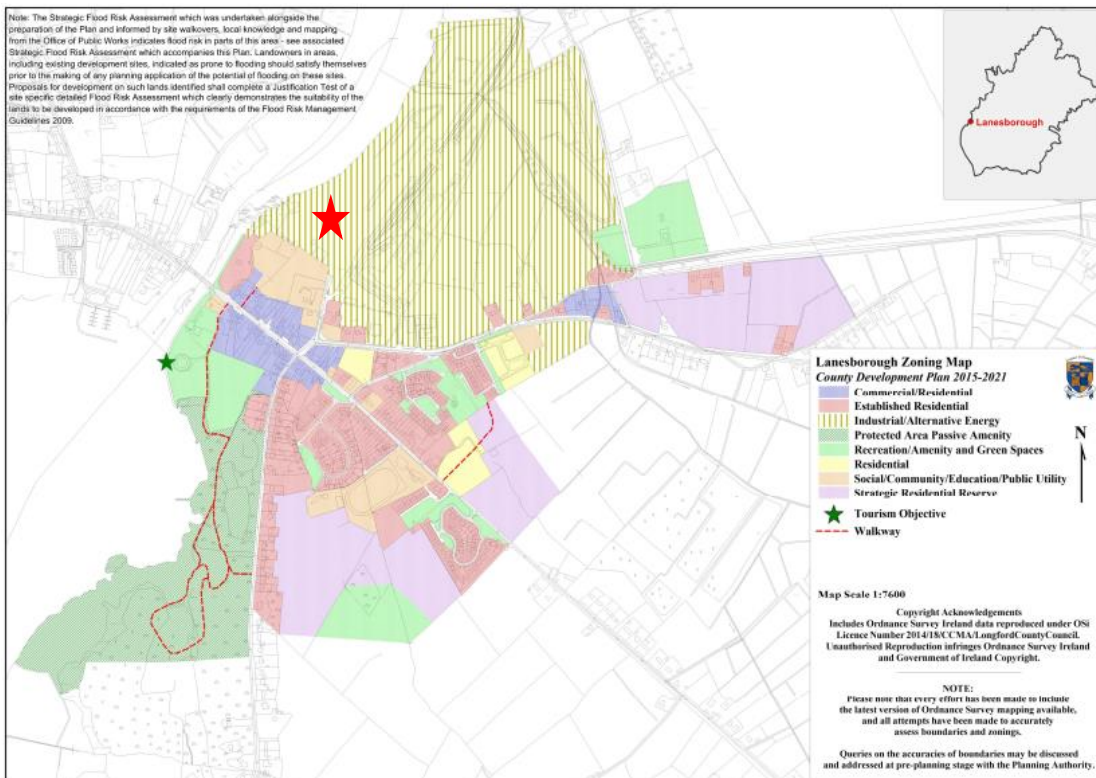 Note: The Strategic Flood Risk Assessment which was undertaken alongside the
preparation of the Plan and informed by site walkovers, local knowledge and mapping
from the Office of Public Works indicates flood risk in parts of this area - see associated
Strategic Flood Risk Assessment which accompanies this Plan. Landowners in areas,
including existing development sites, indicated as prone to flooding should satisfy themselves
prior to the making of any planning application of the potential of flooding on these sites.
Proposals for development on such lands identified shall complete a Justification Test of a
site specific detailed Flood Risk Assessment which clearly demonstrates the suitability of the
lands to be developed in accordance with the requirements of the Flood Risk Management
Guidelines 2009.
Lanesborough
Lanesborough Zoning Map
County Development Plan 2015-2021
Commercial/Residential
Established Residential
Industrial/Alternative Energy
Protected Area Passive Amenity
Recreation/Amenity and Green Spaces
Residential
Social/Community/Education/Public Utility
Strategic Residential Reserve
Tourism Objective
Walkway
N
Map Scale 1:7600
Copyright Acknowledgements
Includes Ordnance Survey Ireland data reproduced under OSi
Licence Number 2014/18/CCMA/LongfordCountyCouncil.
Unauthorised Reproduction infringes Ordnance Survey Ireland
and Government of Ireland Copyright.
NOTE:
Please note that every effort has been made to include
the latest version of Ordnance Survey mapping available,
and all attempts have been made to accurately
assess boundaries and zonings.
Queries on the accuracies of boundaries may be discussed
and addressed at pre-planning stage with the Planning Authority.